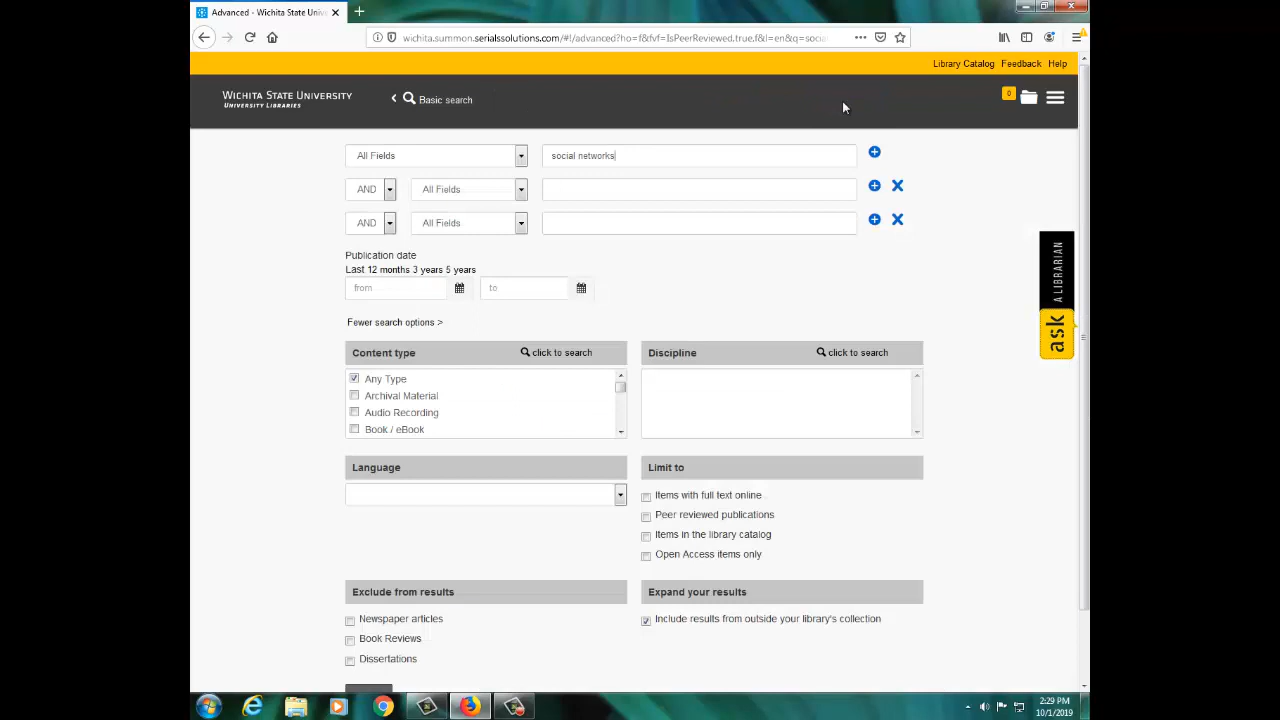 Advanced - Wichita State Univ
wichita.summon.serialssolutions.com/#!/advanced?ho=f&fvf=IsPeerReviewed,true,f&l=en&q=socia
Library Catalog Feedback Help
WICHITA STATE UNIVERSITY
UNIVERSITY LIBRARIES
Basic search
0
All Fields social networks
AND All Fields
AND All Fields
Publication date
Last 12 months 3 years 5 years
from to
Fewer search options >
Content type click to search
Discipline click to search
Any Type
Archival Material
Audio Recording
Book / eBook
Language
Limit to
Items with full text online
Peer reviewed publications
Items in the library catalog
Open Access items only
Exclude from results
Newspaper articles
Book Reviews
Dissertations
Expand your results
Include results from outside your library's collection
ask A LIBRARIAN
2:29 PM
10/1/2019